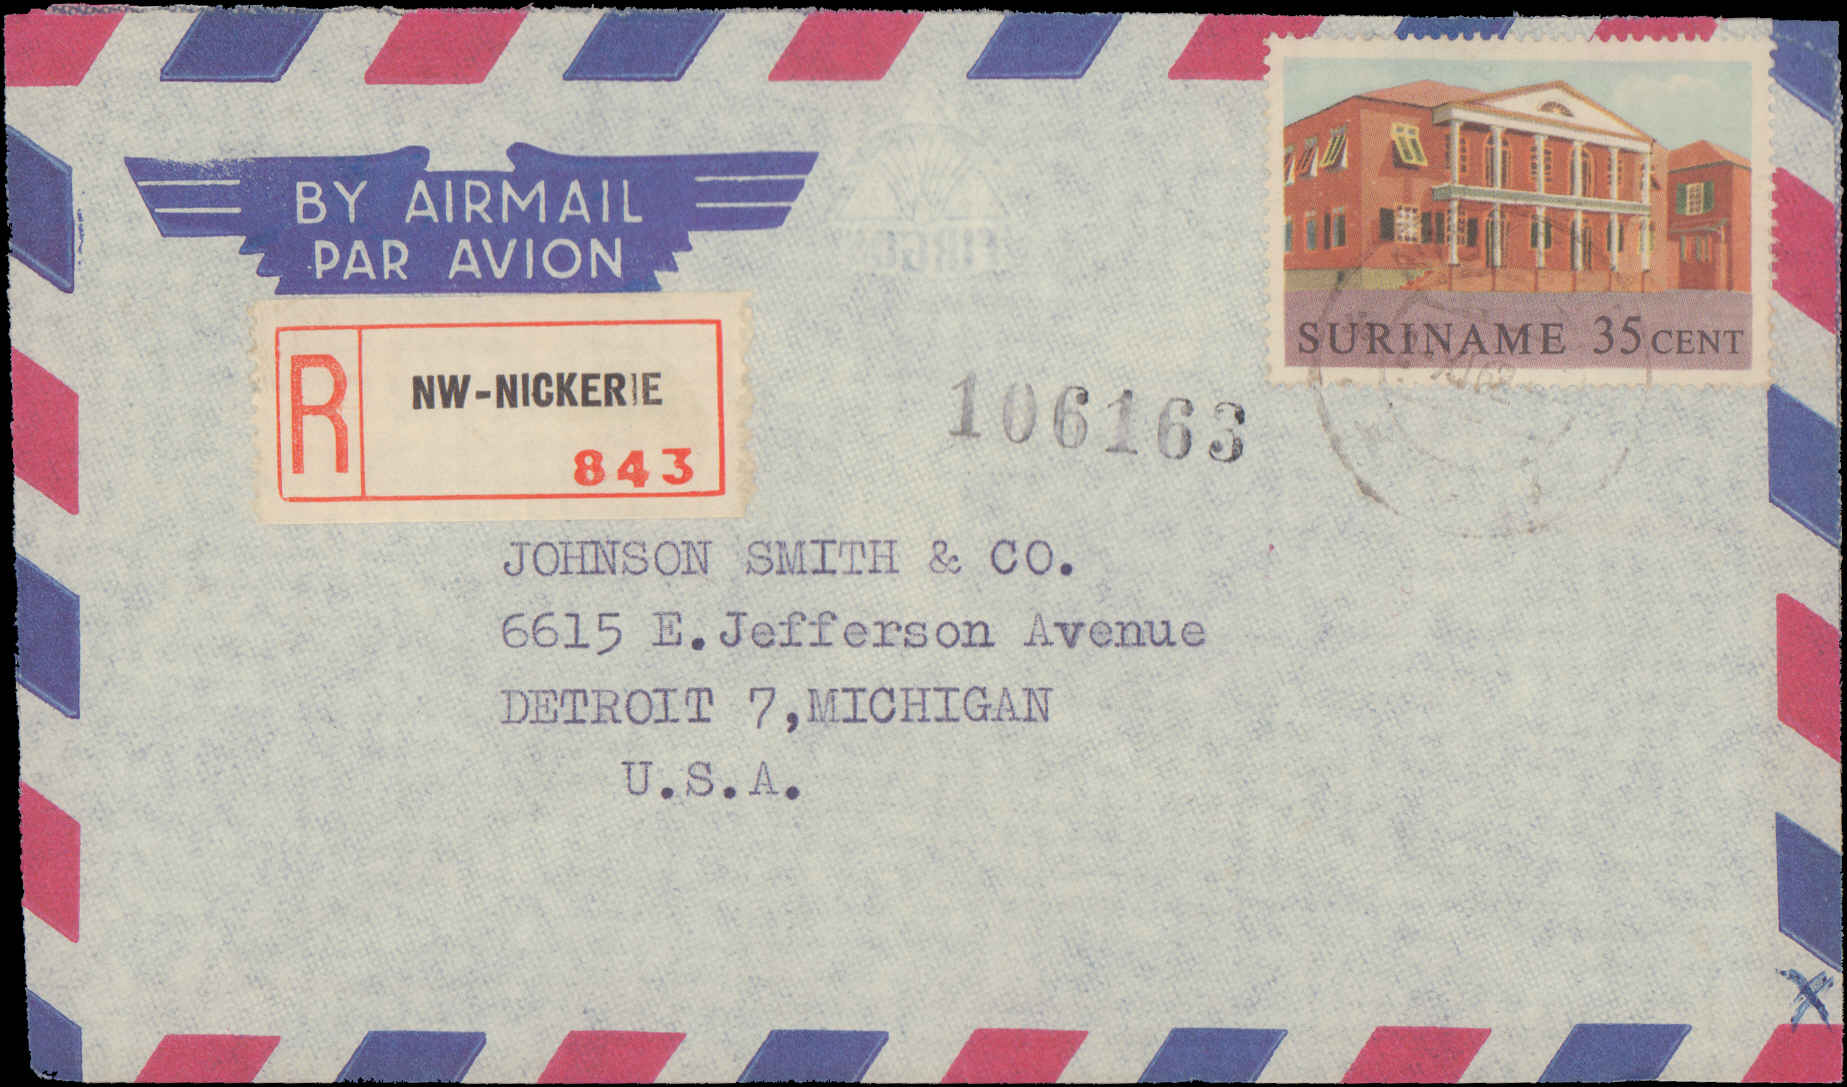 BY AIRMAIL
PAR AVION
SURINAME 35 CENT
R
NW-NICKERIE
843
106163
JOHNSON SMITH & CO.
6615 E.Jefferson Avenue
DETROIT 7,MICHIGAN
U.S.A.